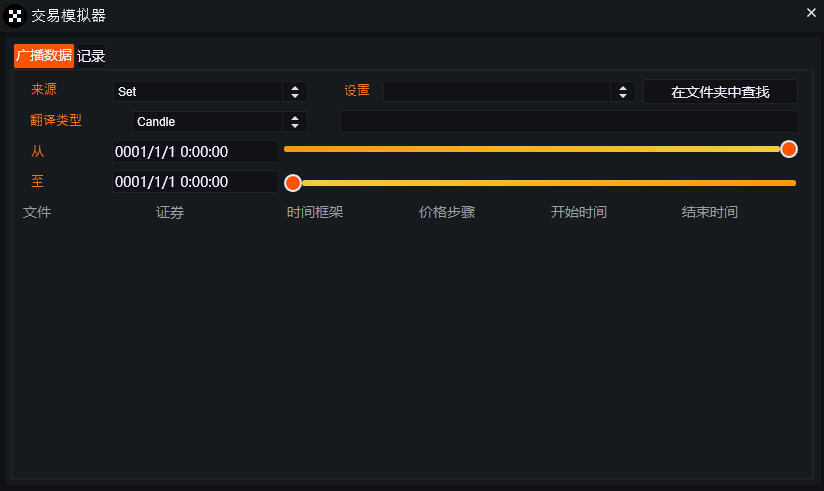 交易模拟器
广播数据 记录
来源 Set 设置 在文件夹中查找
翻译类型 Candle
从 0001/1/1 0:00:00
至 0001/1/1 0:00:00
文件 证券 时间框架 价格步骤 开始时间 结束时间